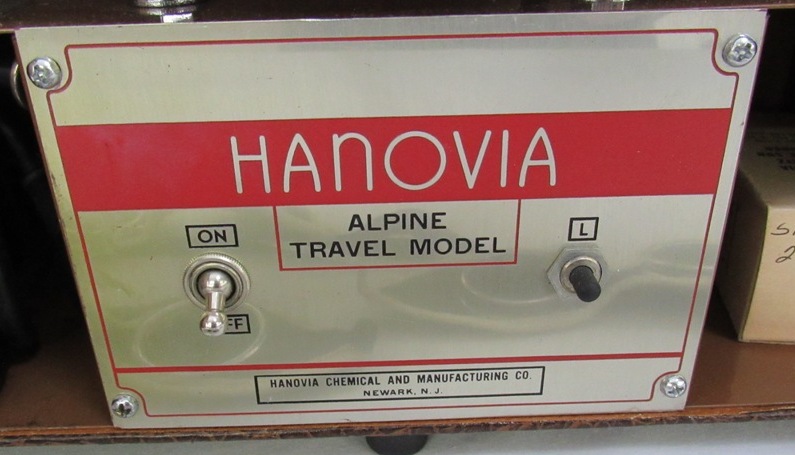 HANOVIA
ALPINE
TRAVEL MODEL
ON
L
HANOVIA CHEMICAL AND MANUFACTURING CO.
NEWARK, N. J.